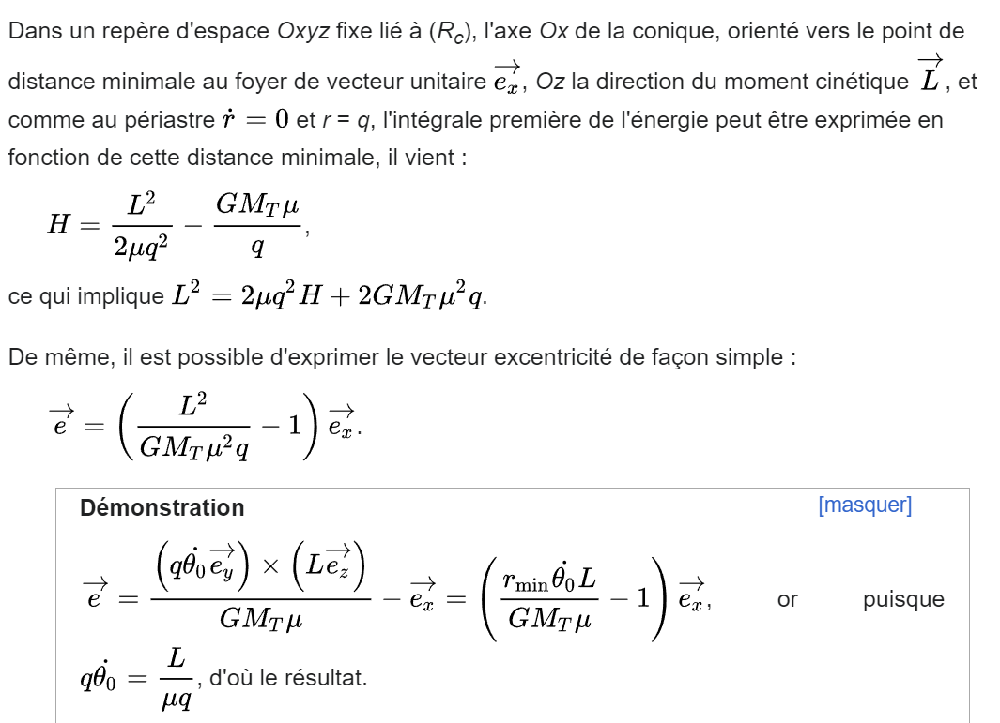 Dans un repère d'espace Oxyz fixe lié à (R_c), l'axe Ox de la conique, orienté vers le point de
distance minimale au foyer de vecteur unitaire $\overrightarrow{e_x}$, Oz la direction du moment cinétique $\overrightarrow{L}$, et
comme au périastre $\dot{r} = 0$ et r = q, l'intégrale première de l'énergie peut être exprimée en
fonction de cette distance minimale, il vient :
$H = \frac{L^2}{2\mu q^2} - \frac{GM_T\mu}{q}$,
ce qui implique $L^2 = 2\mu q^2 H + 2GM_T\mu^2 q$.
De même, il est possible d'exprimer le vecteur excentricité de façon simple :
$\overrightarrow{e} = \left(\frac{L^2}{GM_T\mu^2 q} - 1\right)\overrightarrow{e_x}$.
Démonstration [masquer]
$\overrightarrow{e} = \frac{\left(q\dot{\theta_0}\overrightarrow{e_y}\right) \times \left(L\overrightarrow{e_z}\right)}{GM_T\mu} - \overrightarrow{e_x} = \left(\frac{r_{\min}\dot{\theta_0}L}{GM_T\mu} - 1\right)\overrightarrow{e_x}$, or puisque
$q\dot{\theta_0} = \frac{L}{\mu q}$, d'où le résultat.